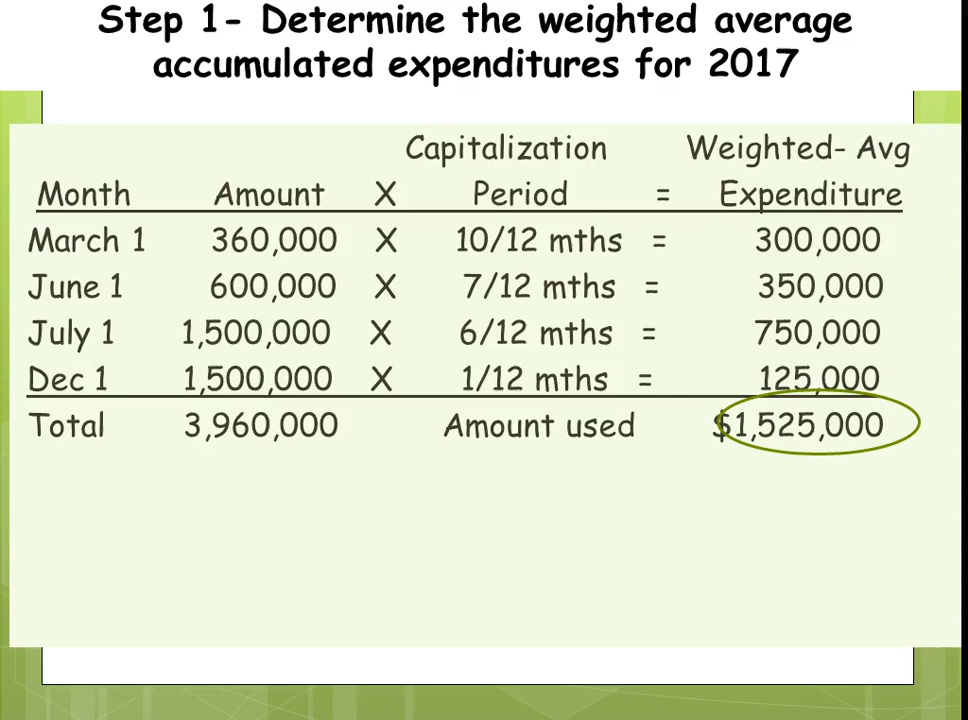 Step 1- Determine the weighted average
accumulated expenditures for 2017
Capitalization Weighted- Avg
Month Amount X Period = Expenditure
March 1 360,000 X 10/12 mths = 300,000
June 1 600,000 X 7/12 mths = 350,000
July 1 1,500,000 X 6/12 mths = 750,000
Dec 1 1,500,000 X 1/12 mths = 125,000
Total 3,960,000 Amount used $1,525,000